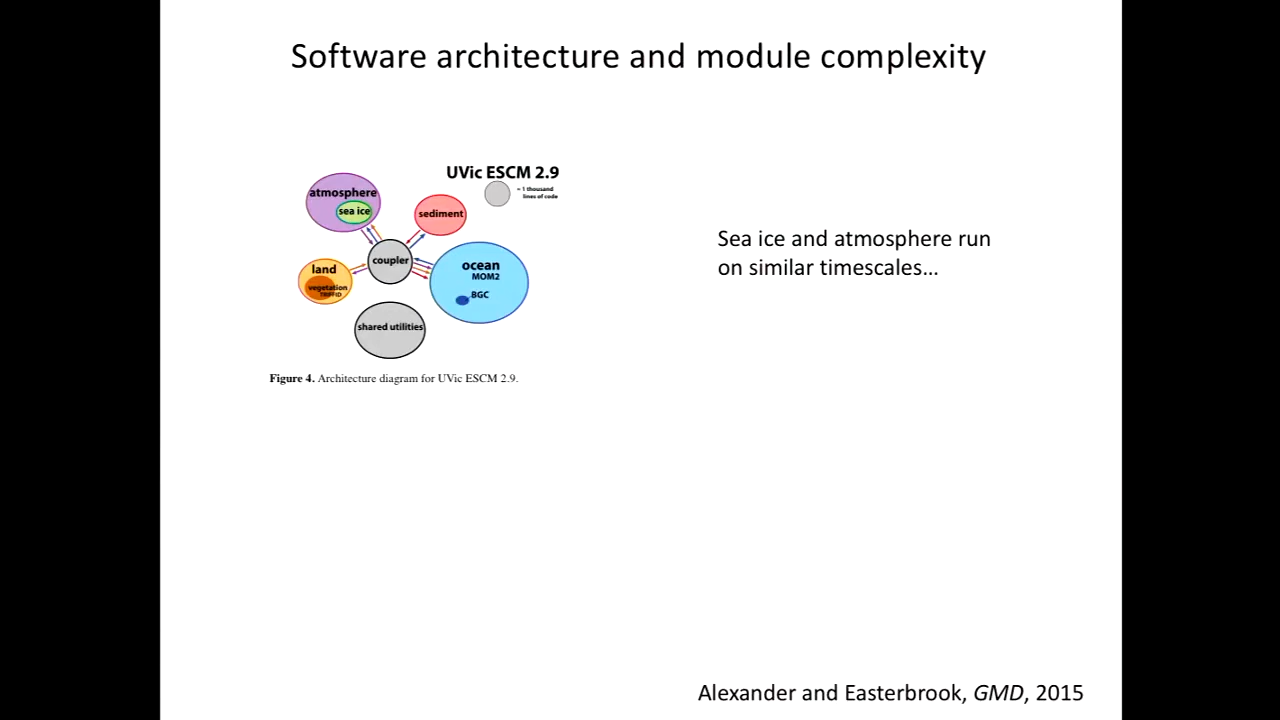 Software architecture and module complexity
UVic ESCM 2.9
= 1 thousand
lines of code
atmosphere
sea ice
sediment
coupler
land
vegetation
TRIFFID
ocean
MOM2
BGC
shared utilities
Figure 4. Architecture diagram for UVic ESCM 2.9.
Sea ice and atmosphere run
on similar timescales...
Alexander and Easterbrook, GMD, 2015